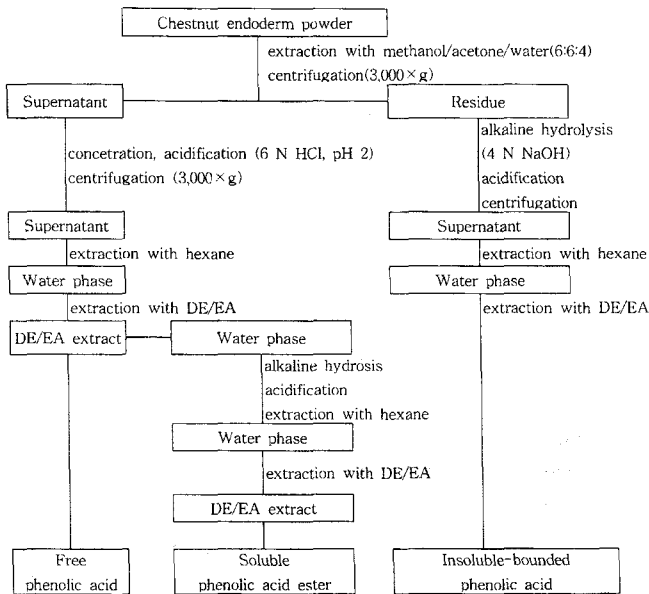 Chestnut endoderm powder
extraction with methanol/acetone/water(6:6:4)
centrifugation(3,000×g)
Supernatant
Residue
concetration, acidification (6 N HCl, pH 2)
centrifugation (3,000×g)
alkaline hydrolysis
(4 N NaOH)
acidification
centrifugation
Supernatant
Supernatant
extraction with hexane
extraction with hexane
Water phase
Water phase
extraction with DE/EA
extraction with DE/EA
DE/EA extract
Water phase
alkaline hydrosis
acidification
extraction with hexane
Water phase
extraction with DE/EA
DE/EA extract
Free
phenolic acid
Soluble
phenolic acid ester
Insoluble-bounded
phenolic acid